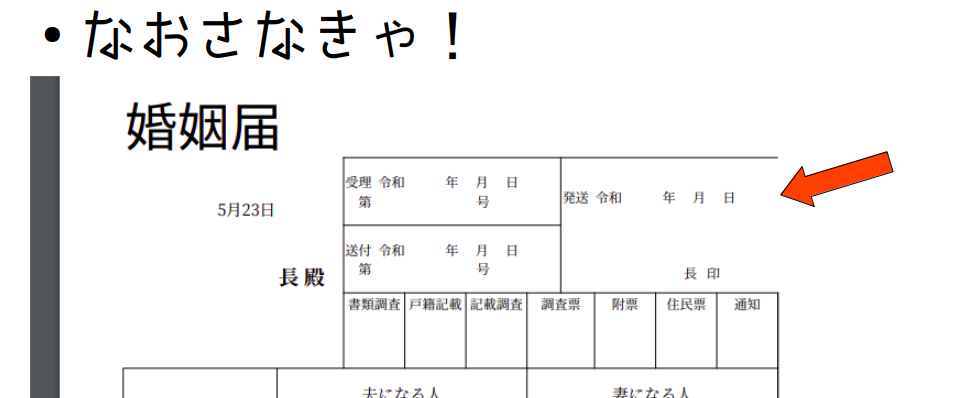 • なおさなきゃ！
婚姻届
受理 令和 年 月 日
第 号
発送 令和 年 月 日
5月23日
送付 令和 年 月 日
第 号
長殿
長 印
書類調査 戸籍記載 記載調査 調査票 附票 住民票 通知
夫になる人 妻になる人